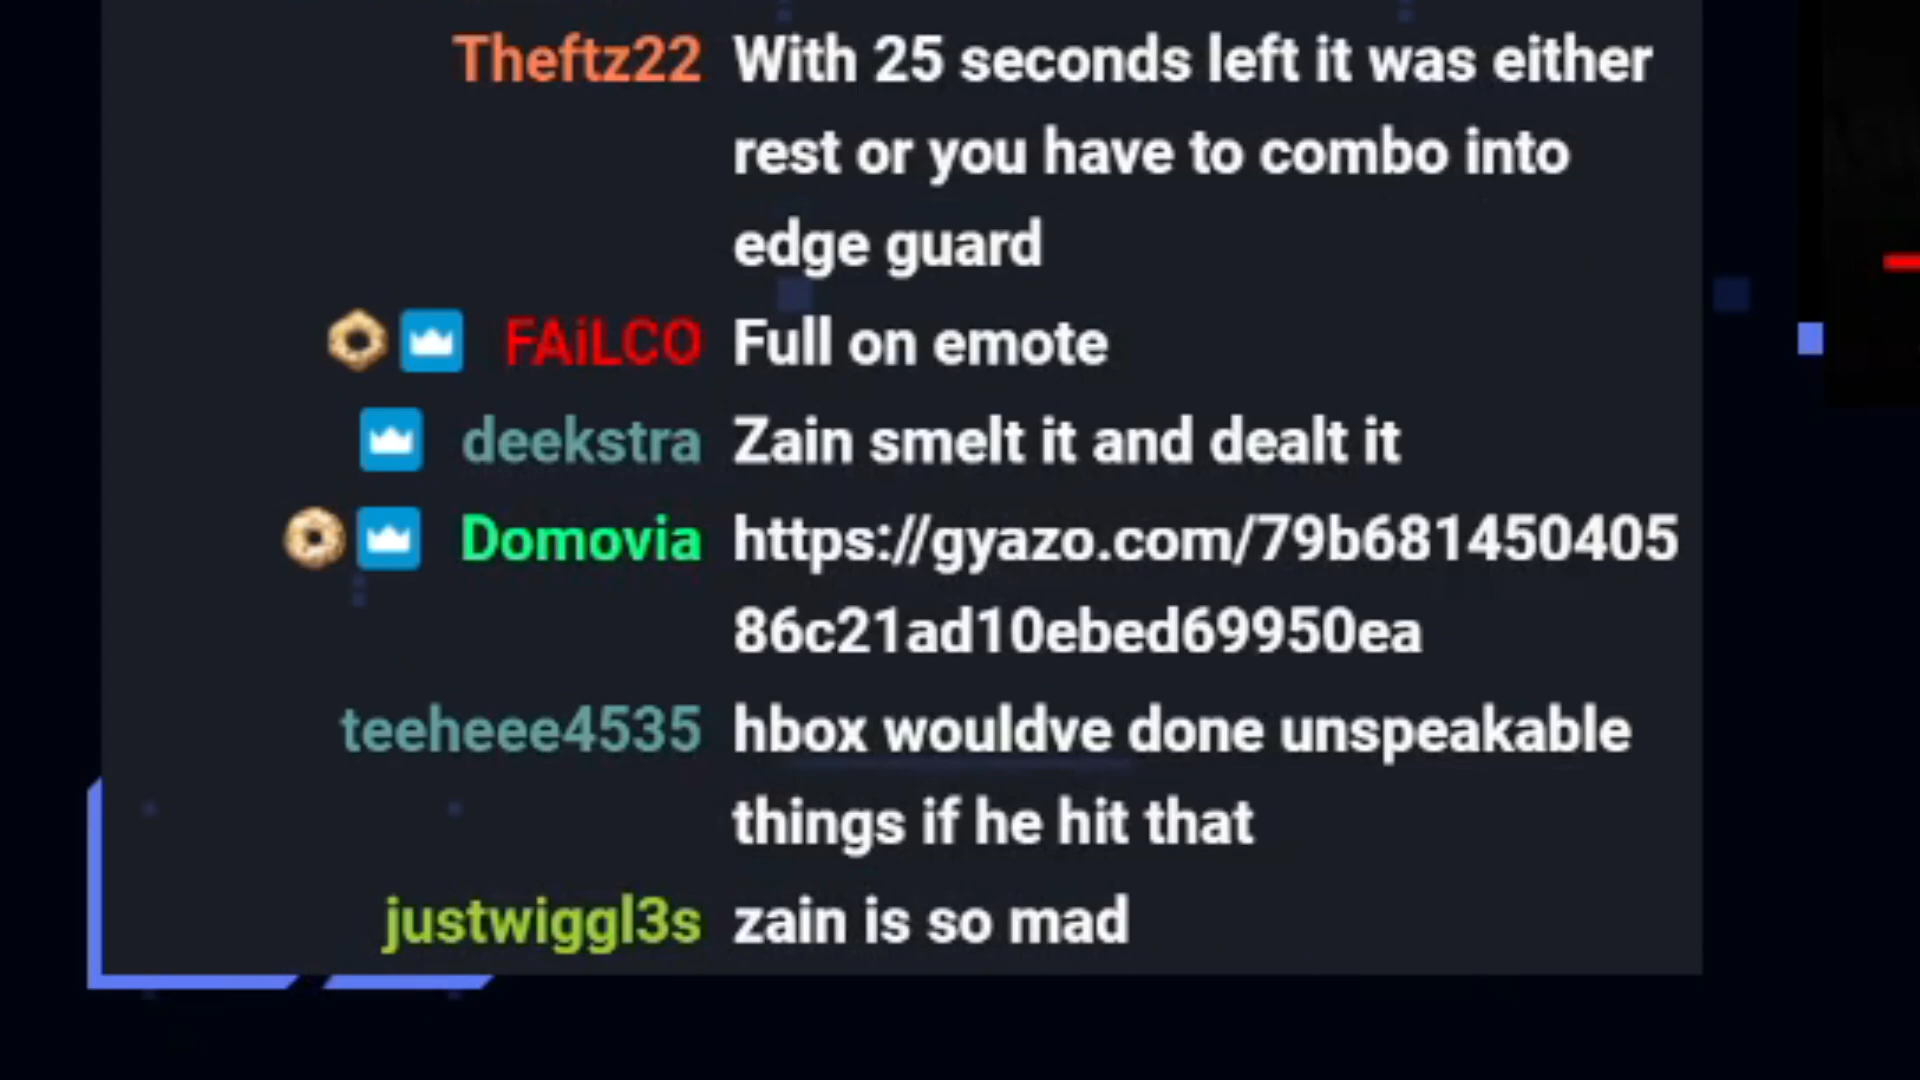 Theftz22 With 25 seconds left it was either
rest or you have to combo into
edge guard
FAiLCO Full on emote
deekstra Zain smelt it and dealt it
Domovia https://gyazo.com/79b681450405
86c21ad10ebed69950ea
teeheee4535 hbox wouldve done unspeakable
things if he hit that
justwiggl3s zain is so mad